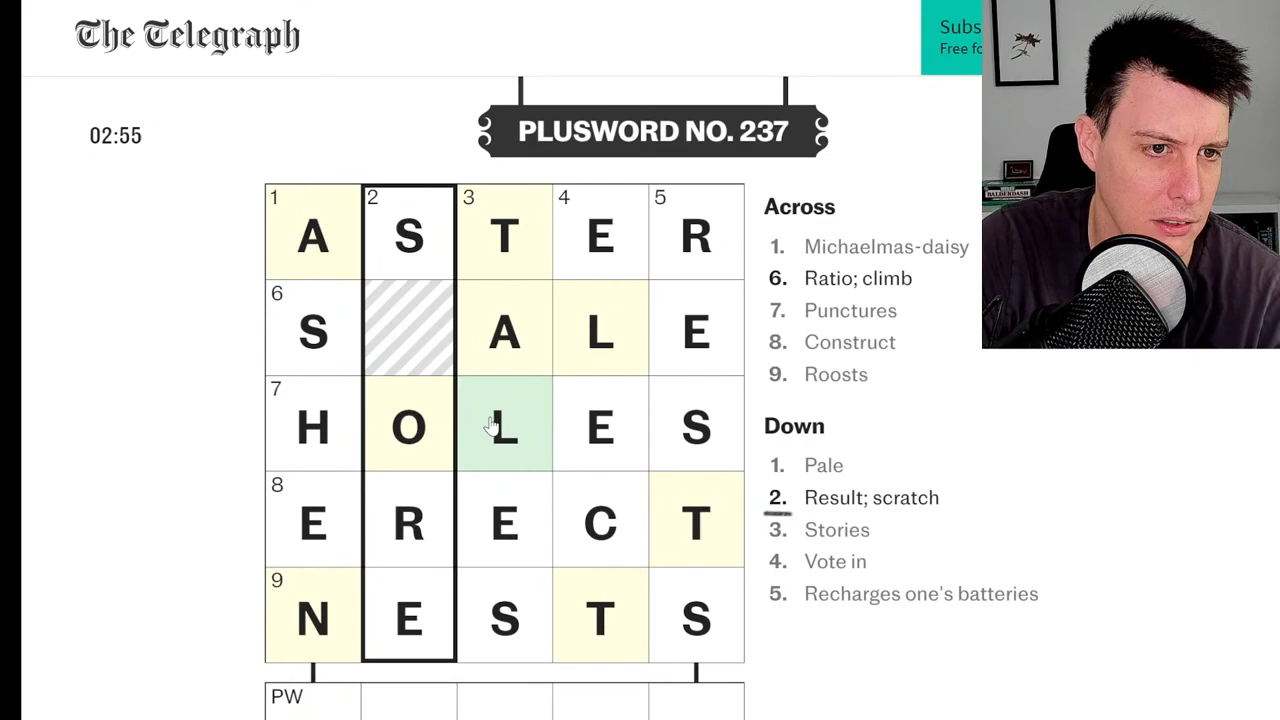 The Telegraph
Subs
Free fo
02:55
PLUSWORD NO. 237
1 A 2 S 3 T 4 E 5 R
6 S A L E
7 H O L E S
8 E R E C T
9 N E S T S
PW
Across
1. Michaelmas-daisy
6. Ratio; climb
7. Punctures
8. Construct
9. Roosts
Down
1. Pale
2. Result; scratch
3. Stories
4. Vote in
5. Recharges one's batteries
BALDERDASH